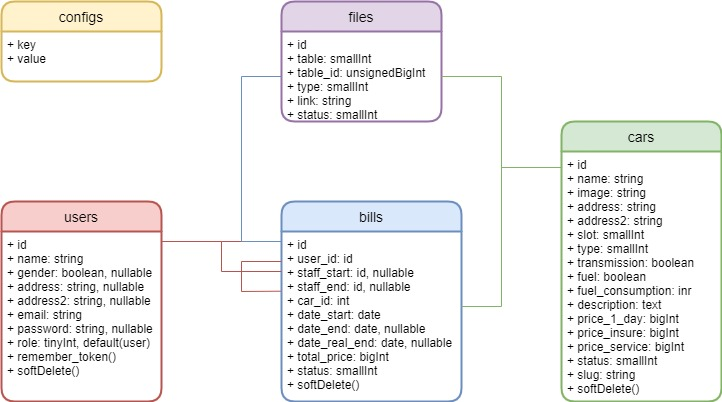 configs
+ key
+ value
files
+ id
+ table: smallInt
+ table_id: unsignedBigInt
+ type: smallInt
+ link: string
+ status: smallInt
cars
+ id
+ name: string
+ image: string
+ address: string
+ address2: string
+ slot: smallInt
+ type: smallInt
+ transmission: boolean
+ fuel: boolean
+ fuel_consumption: inr
+ description: text
+ price_1_day: bigInt
+ price_insure: bigInt
+ price_service: bigInt
+ status: smallInt
+ slug: string
+ softDelete()
users
+ id
+ name: string
+ gender: boolean, nullable
+ address: string, nullable
+ address2: string, nullable
+ email: string
+ password: string, nullable
+ role: tinyInt, default(user)
+ remember_token()
+ softDelete()
bills
+ id
+ user_id: id
+ staff_start: id, nullable
+ staff_end: id, nullable
+ car_id: int
+ date_start: date
+ date_end: date, nullable
+ date_real_end: date, nullable
+ total_price: bigInt
+ status: smallInt
+ softDelete()